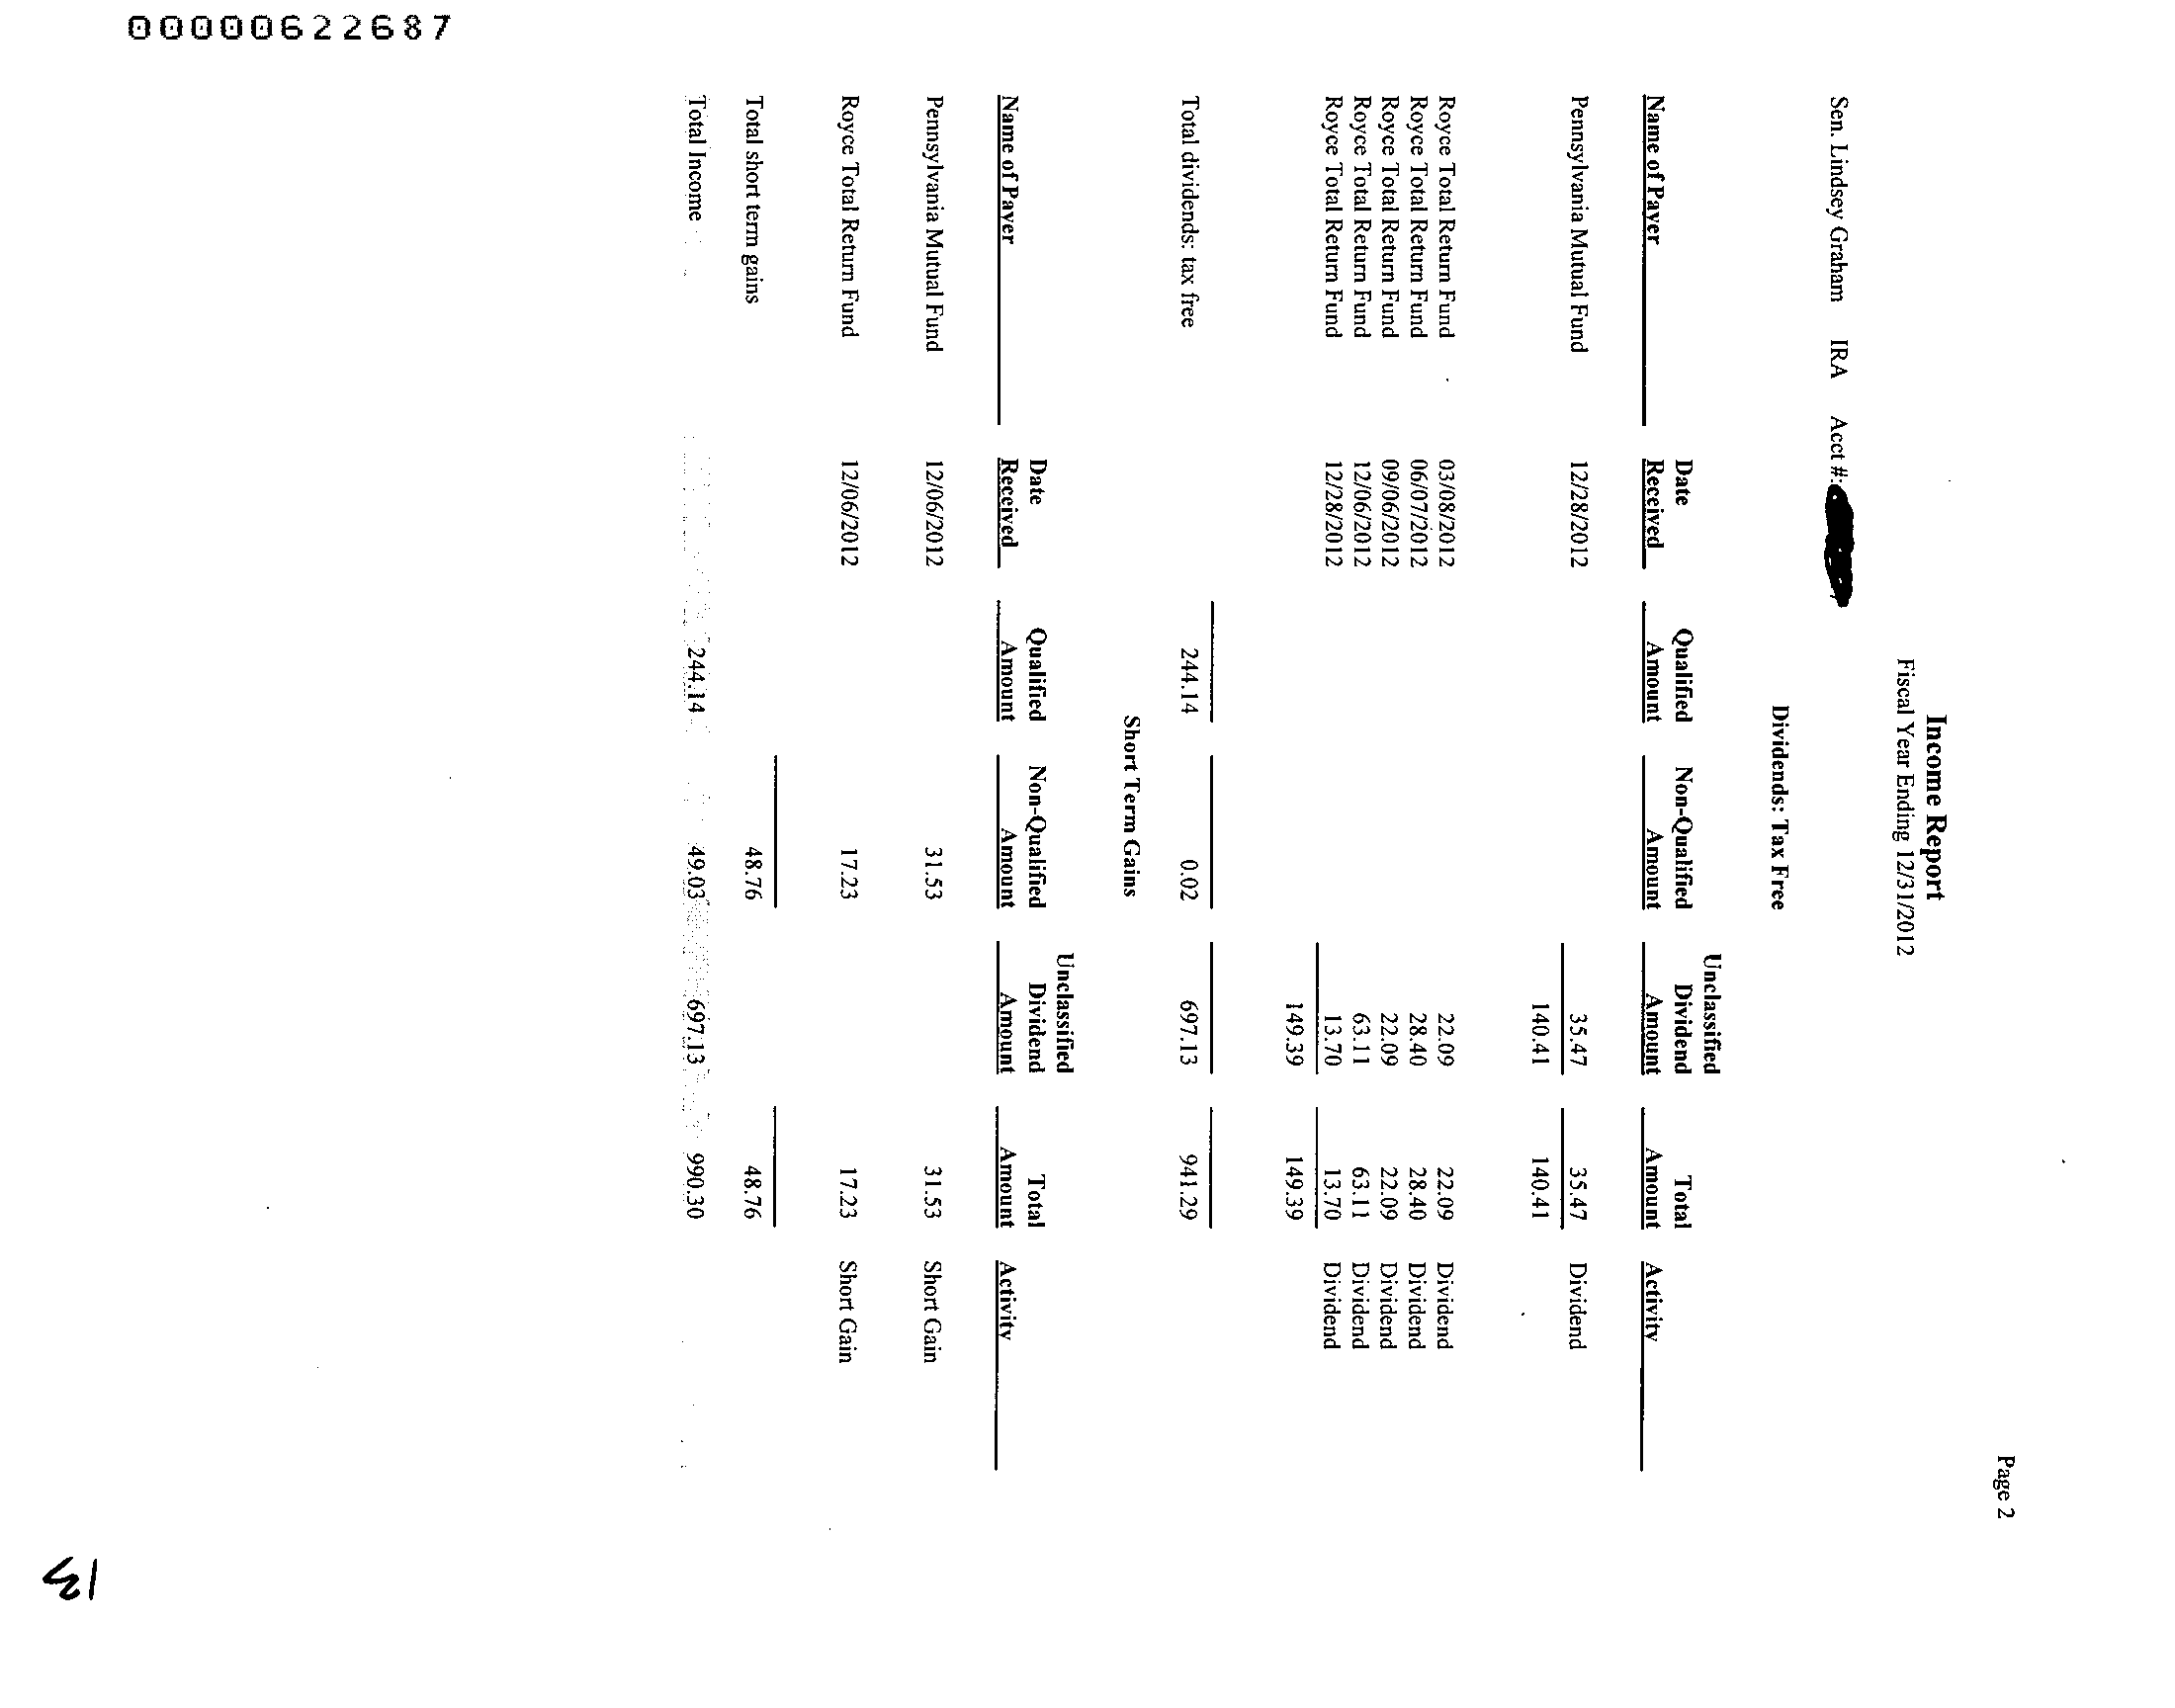 00000622687
Page 2
Income Report
Fiscal Year Ending 12/31/2012
Sen. Lindsey Graham IRA Acct #:
Dividends: Tax Free
Unclassified
Date Qualified Non-Qualified Dividend Total
Name of Payer Received Amount Amount Amount Amount Activity
Pennsylvania Mutual Fund 12/28/2012 35.47 35.47 Dividend
140.41 140.41
Royce Total Return Fund 03/08/2012 22.09 22.09 Dividend
Royce Total Return Fund 06/07/2012 28.40 28.40 Dividend
Royce Total Return Fund 09/06/2012 22.09 22.09 Dividend
Royce Total Return Fund 12/06/2012 63.11 63.11 Dividend
Royce Total Return Fund 12/28/2012 13.70 13.70 Dividend
149.39 149.39
Total dividends: tax free 244.14 0.02 697.13 941.29
Short Term Gains
Unclassified
Date Qualified Non-Qualified Dividend Total
Name of Payer Received Amount Amount Amount Amount Activity
Pennsylvania Mutual Fund 12/06/2012 31.53 31.53 Short Gain
Royce Total Return Fund 12/06/2012 17.23 17.23 Short Gain
Total short term gains 48.76 48.76
Total Income 244.14 49.03 697.13 990.30